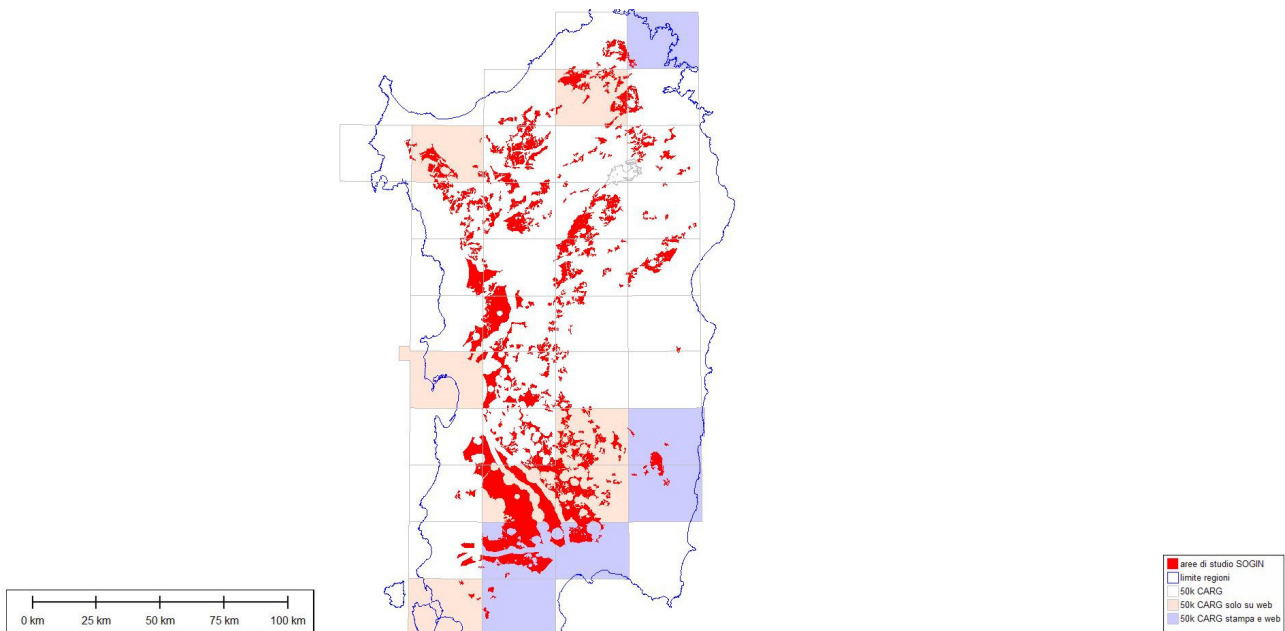 0 km 25 km 50 km 75 km 100 km
aree di studio SOGIN
limite regioni
50k CARG
50k CARG solo su web
50k CARG stampa e web